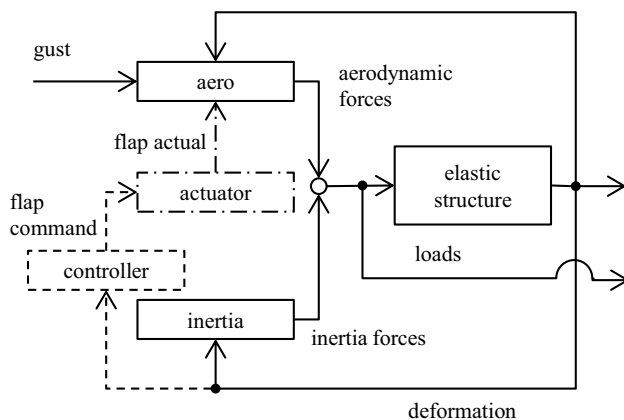 gust
aero
aerodynamic
forces
flap actual
actuator
elastic
structure
flap
command
controller
loads
inertia
inertia forces
deformation